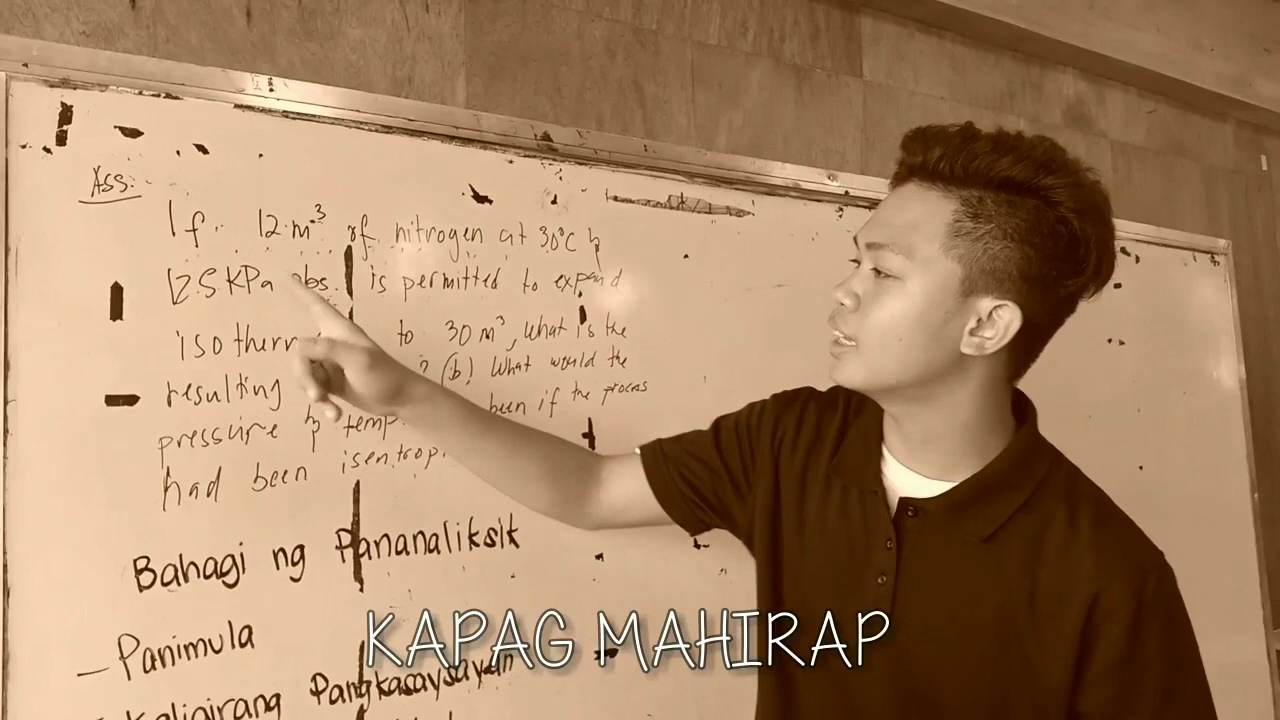 Ass:
If 12 m³ of nitrogen at 30°C &
125 KPa abs. is permitted to expand
isotherm to 30 m³, what is the
resulting ? (b) What would the
pressure & temp. been if the process
had been isentrop.
Bahagi ng Pananaliksik
- Panimula
Kaligirang Pangkasaysayan
KAPAG MAHIRAP